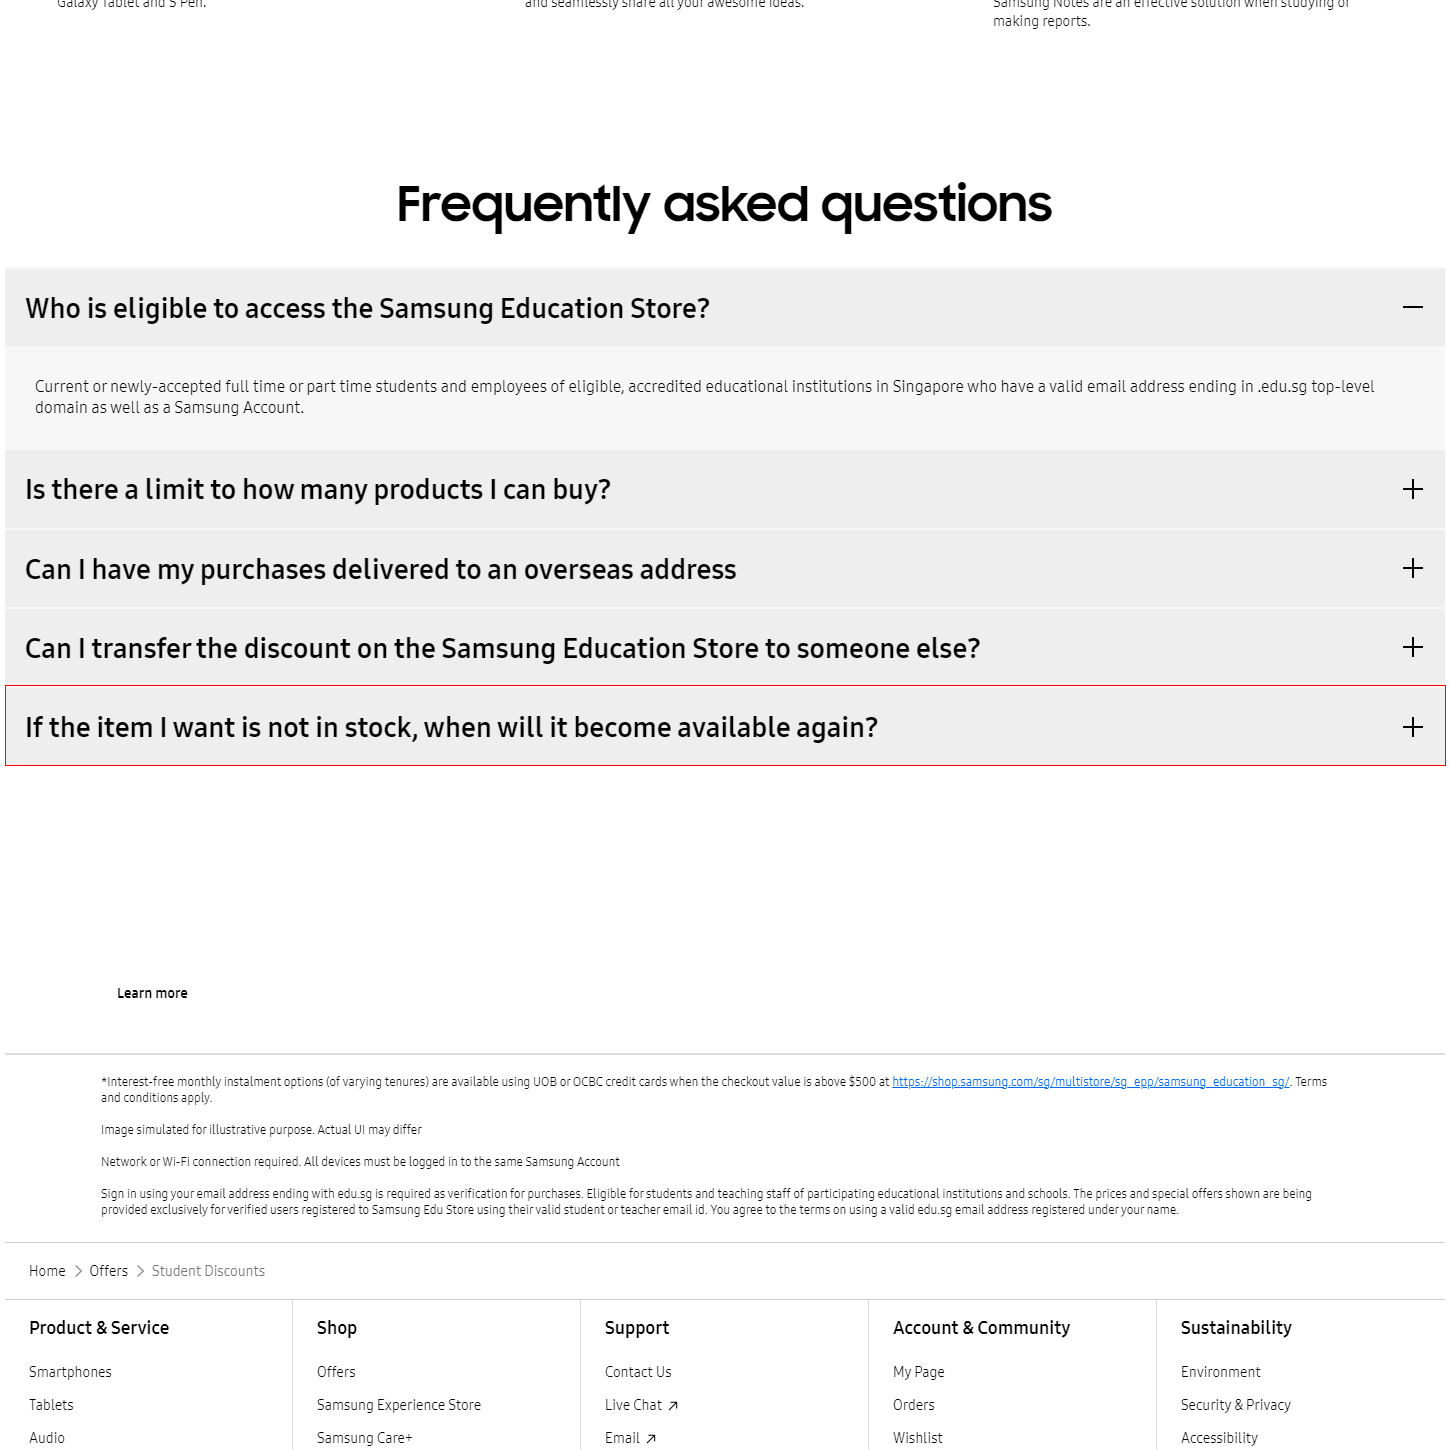 Galaxy Tablet and S Pen.
and seamlessly share all your awesome ideas.
Samsung Notes are an effective solution when studying or
making reports.
Frequently asked questions
Who is eligible to access the Samsung Education Store?
Current or newly-accepted full time or part time students and employees of eligible, accredited educational institutions in Singapore who have a valid email address ending in .edu.sg top-level
domain as well as a Samsung Account.
Is there a limit to how many products I can buy?
Can I have my purchases delivered to an overseas address
Can I transfer the discount on the Samsung Education Store to someone else?
If the item I want is not in stock, when will it become available again?
Learn more
*Interest-free monthly instalment options (of varying tenures) are available using UOB or OCBC credit cards when the checkout value is above $500 at https://shop.samsung.com/sg/multistore/sg_epp/samsung_education_sg/. Terms
and conditions apply.
Image simulated for illustrative purpose. Actual UI may differ
Network or Wi-Fi connection required. All devices must be logged in to the same Samsung Account
Sign in using your email address ending with edu.sg is required as verification for purchases. Eligible for students and teaching staff of participating educational institutions and schools. The prices and special offers shown are being
provided exclusively for verified users registered to Samsung Edu Store using their valid student or teacher email id. You agree to the terms on using a valid edu.sg email address registered under your name.
Home > Offers > Student Discounts
Product & Service
Smartphones
Tablets
Audio
Shop
Offers
Samsung Experience Store
Samsung Care+
Support
Contact Us
Live Chat
Email
Account & Community
My Page
Orders
Wishlist
Sustainability
Environment
Security & Privacy
Accessibility